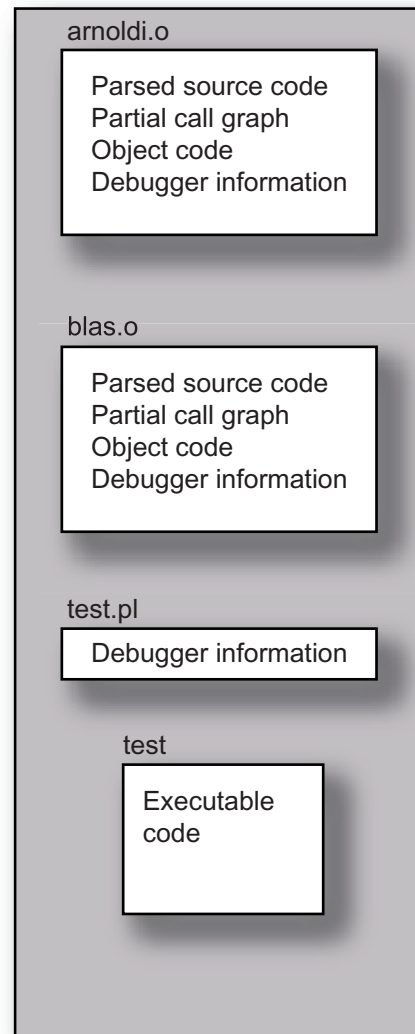 arnoldi.o
Parsed source code
Partial call graph
Object code
Debugger information
blas.o
Parsed source code
Partial call graph
Object code
Debugger information
test.pl
Debugger information
test
Executable
code